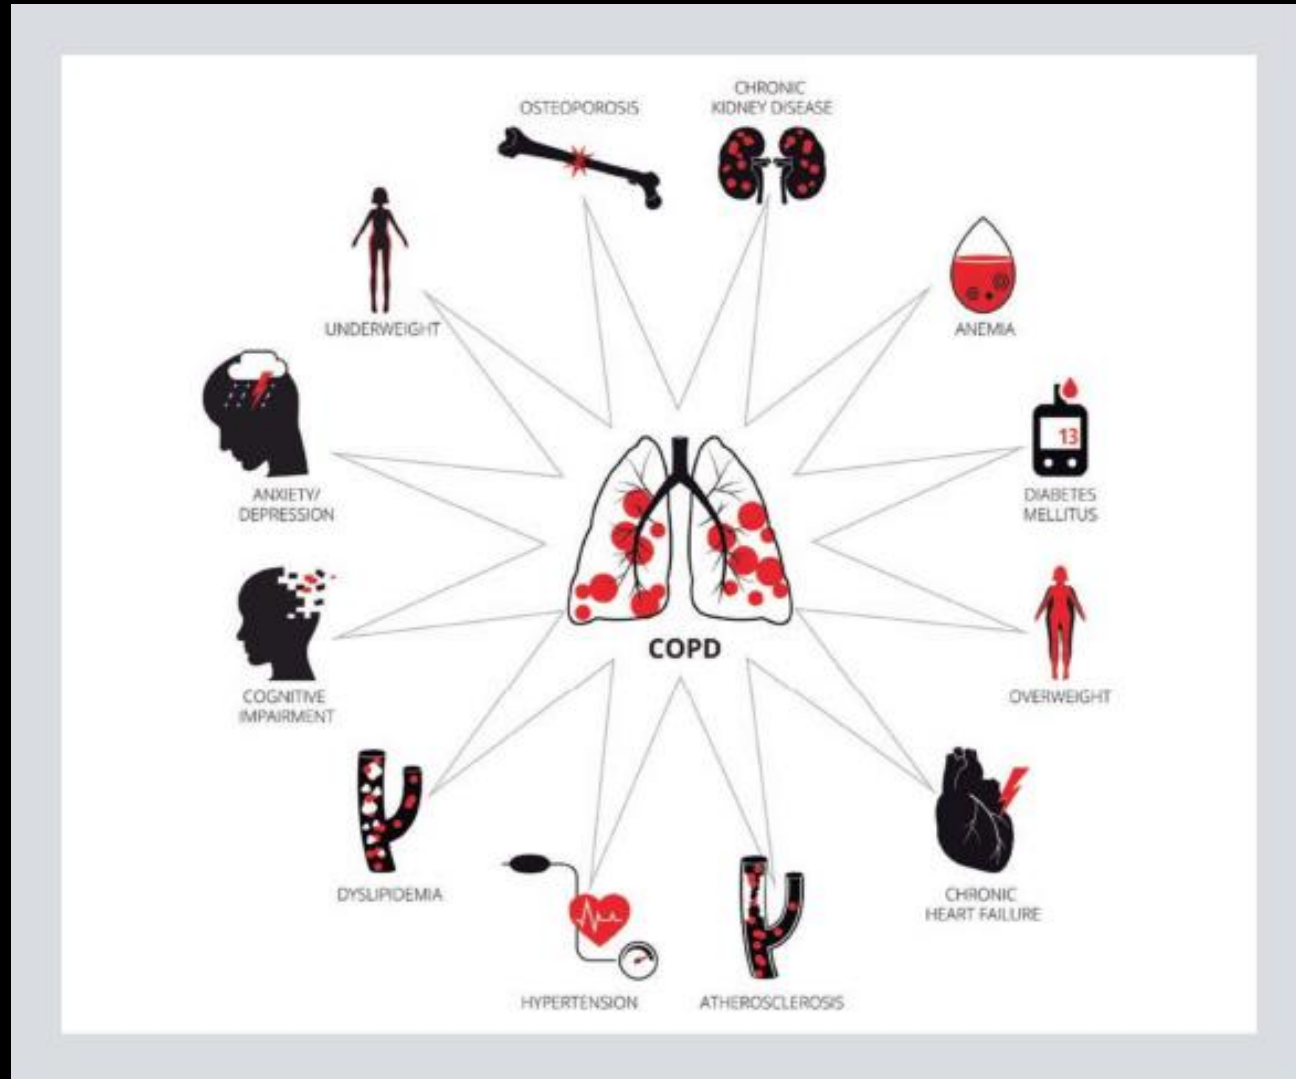 OSTEOPOROSIS
CHRONIC
KIDNEY DISEASE
UNDERWEIGHT
ANEMIA
ANXIETY/
DEPRESSION
13
DIABETES
MELLITUS
COPD
COGNITIVE
IMPAIRMENT
OVERWEIGHT
DYSLIPIDEMIA
CHRONIC
HEART FAILURE
HYPERTENSION
ATHEROSCLEROSIS